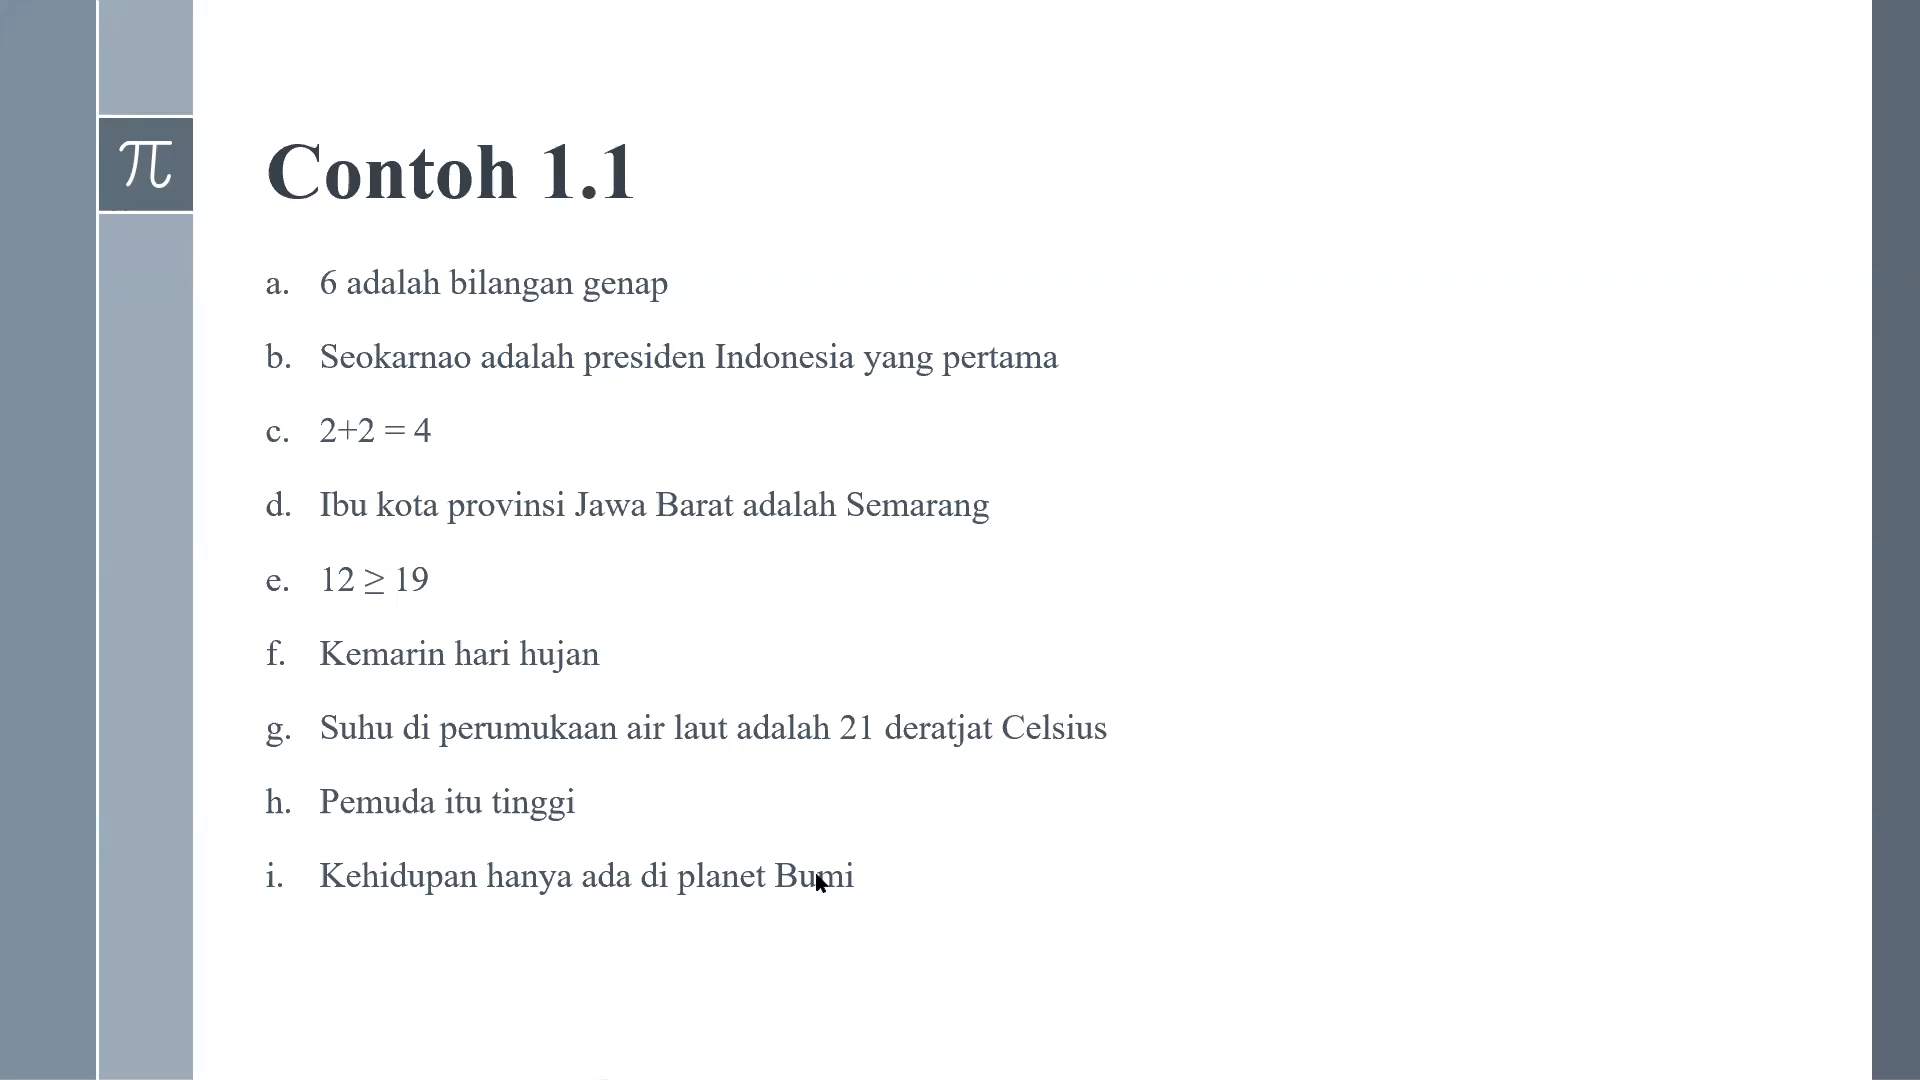 π
Contoh 1.1
a. 6 adalah bilangan genap
b. Seokarnao adalah presiden Indonesia yang pertama
c. 2+2 = 4
d. Ibu kota provinsi Jawa Barat adalah Semarang
e. 12 ≥ 19
f. Kemarin hari hujan
g. Suhu di perumukaan air laut adalah 21 deratjat Celsius
h. Pemuda itu tinggi
i. Kehidupan hanya ada di planet Bumi